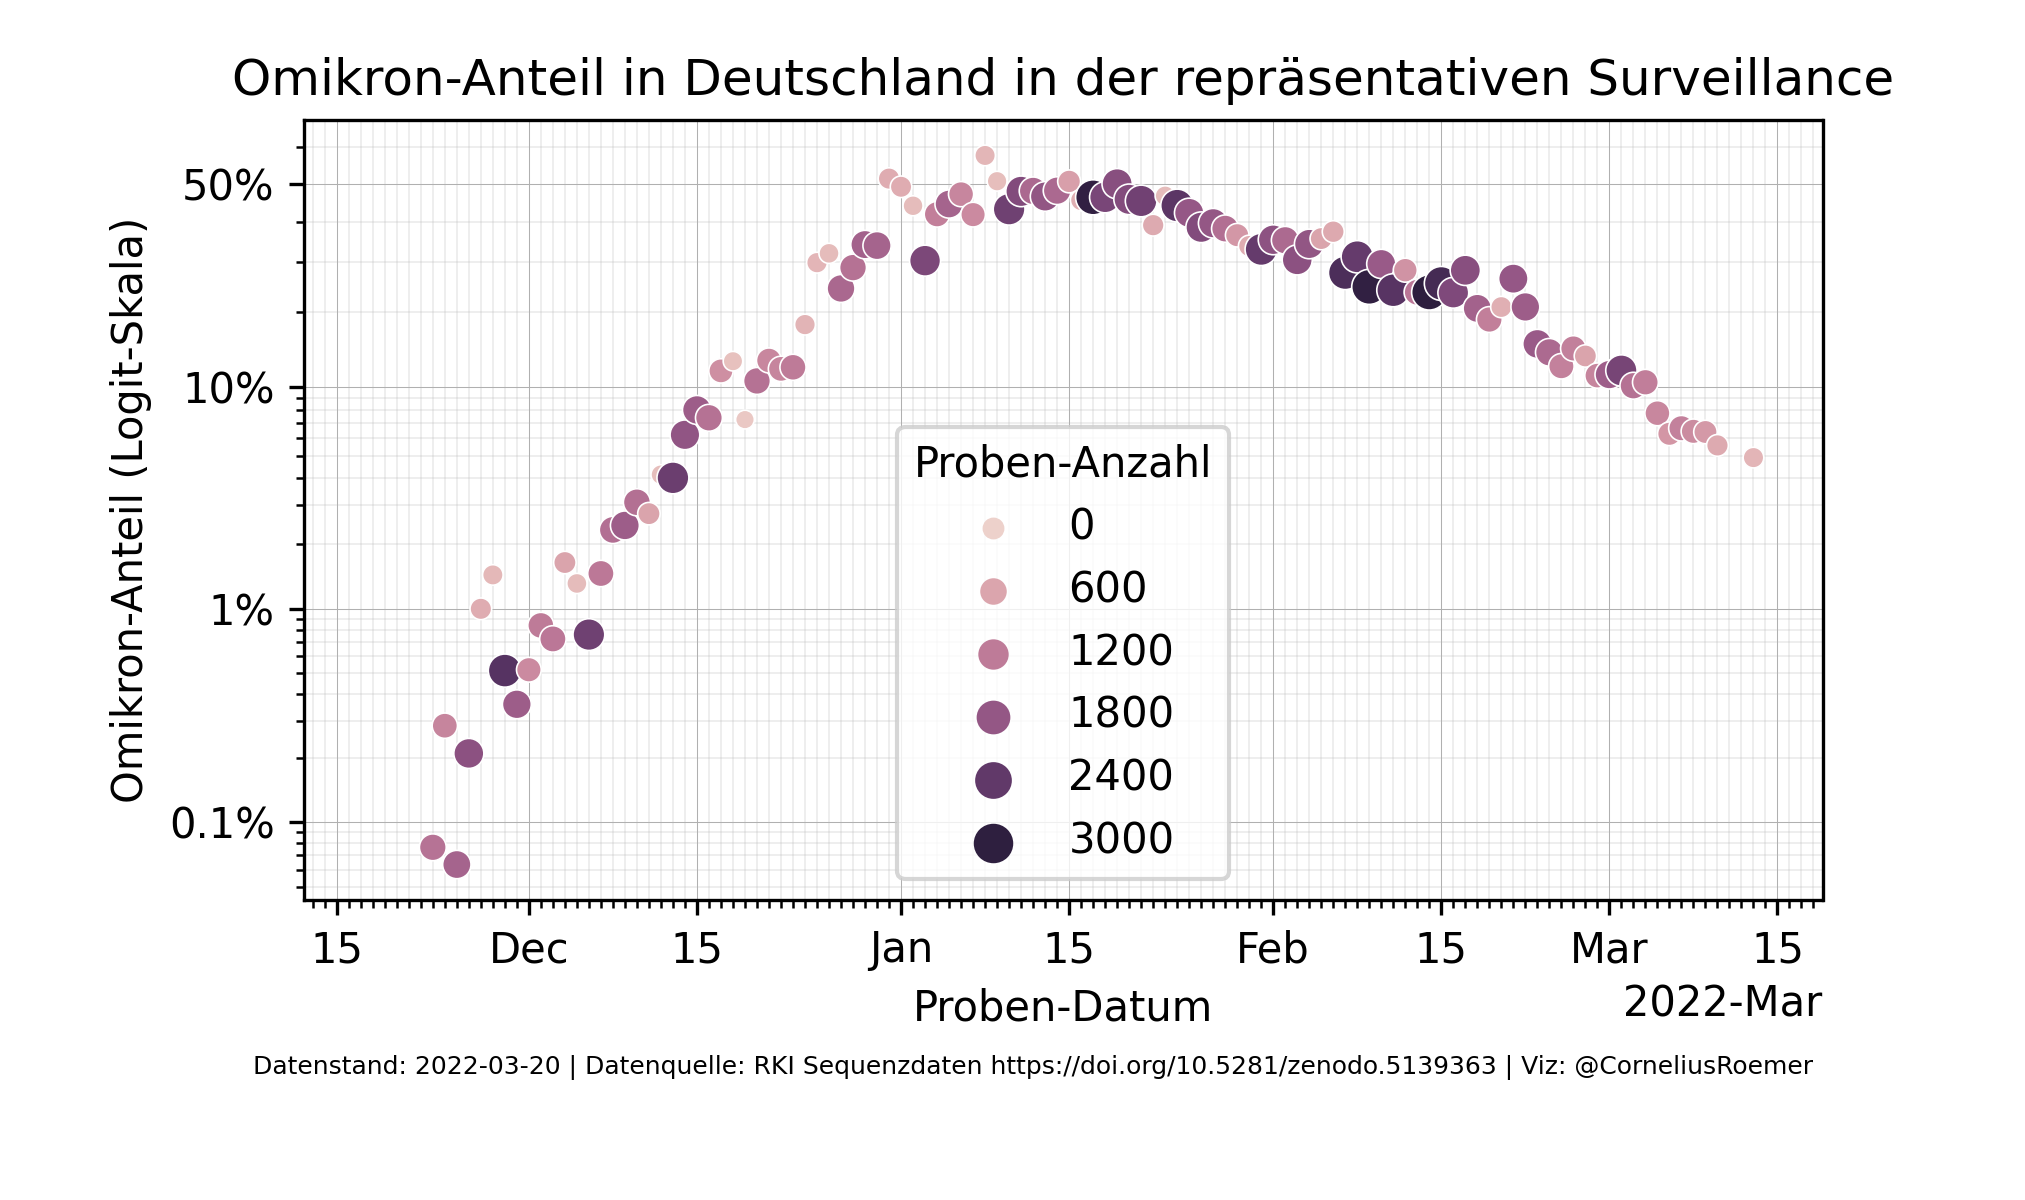 Omikron-Anteil in Deutschland in der repräsentativen Surveillance
Omikron-Anteil (Logit-Skala)
50%
10%
1%
0.1%
Proben-Anzahl
0
600
1200
1800
2400
3000
15 Dec 15 Jan 15 Feb 15 Mar 15
2022-Mar
Proben-Datum
Datenstand: 2022-03-20 | Datenquelle: RKI Sequenzdaten https://doi.org/10.5281/zenodo.5139363 | Viz: @CorneliusRoemer